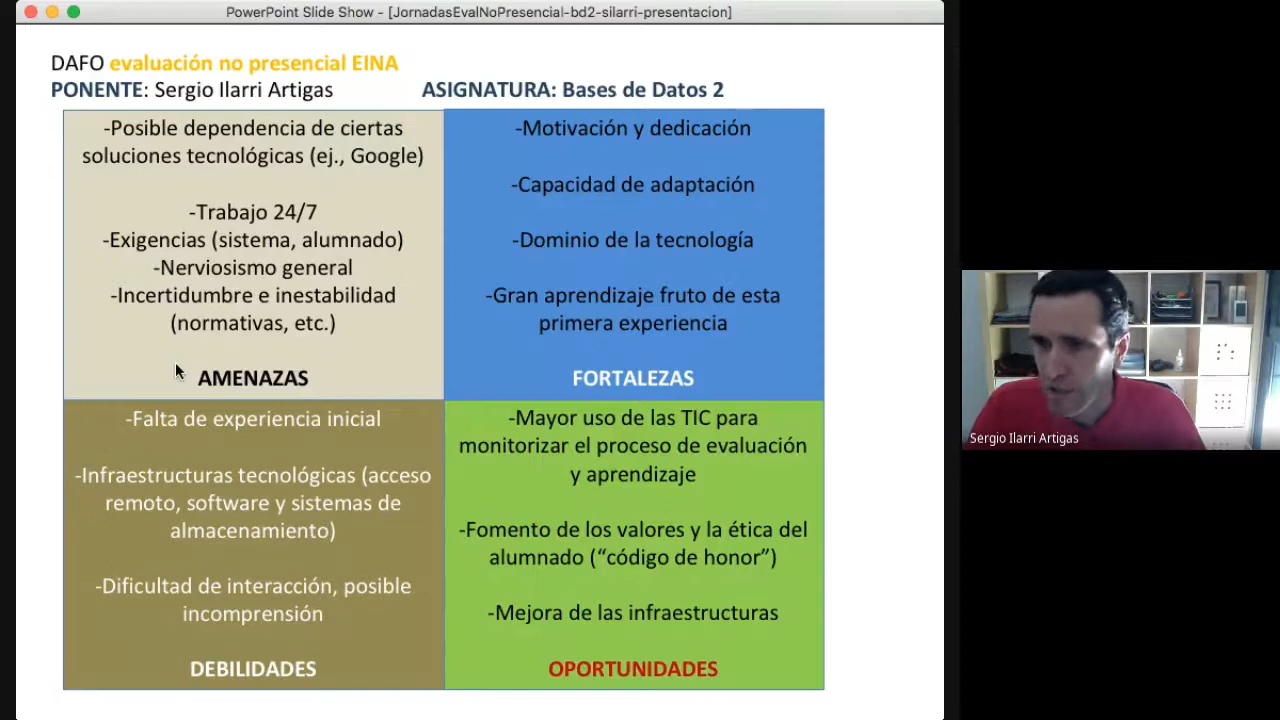 PowerPoint Slide Show - [JornadasEvalNoPresencial-bd2-silarri-presentacion]
DAFO evaluación no presencial EINA
PONENTE: Sergio Ilarri Artigas
ASIGNATURA: Bases de Datos 2
-Posible dependencia de ciertas
soluciones tecnológicas (ej., Google)
-Trabajo 24/7
-Exigencias (sistema, alumnado)
-Nerviosismo general
-Incertidumbre e inestabilidad
(normativas, etc.)
AMENAZAS
-Motivación y dedicación
-Capacidad de adaptación
-Dominio de la tecnología
-Gran aprendizaje fruto de esta
primera experiencia
FORTALEZAS
-Falta de experiencia inicial
-Infraestructuras tecnológicas (acceso
remoto, software y sistemas de
almacenamiento)
-Dificultad de interacción, posible
incomprensión
DEBILIDADES
-Mayor uso de las TIC para
monitorizar el proceso de evaluación
y aprendizaje
-Fomento de los valores y la ética del
alumnado (“código de honor”)
-Mejora de las infraestructuras
OPORTUNIDADES
Sergio Ilarri Artigas